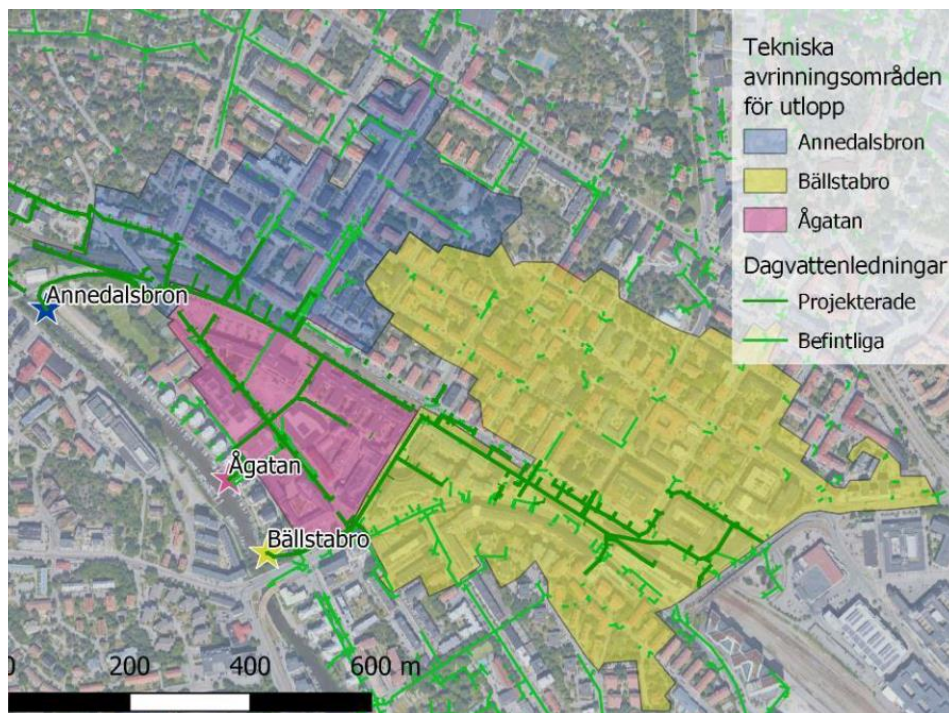 Tekniska
avrinningsområden
för utlopp
Annedalsbron
Bällstabro
Ågatan
Dagvattenledningar
Projekterade
Befintliga
Annedalsbron
Ågatan
Bällstabro
0 200 400 600 m